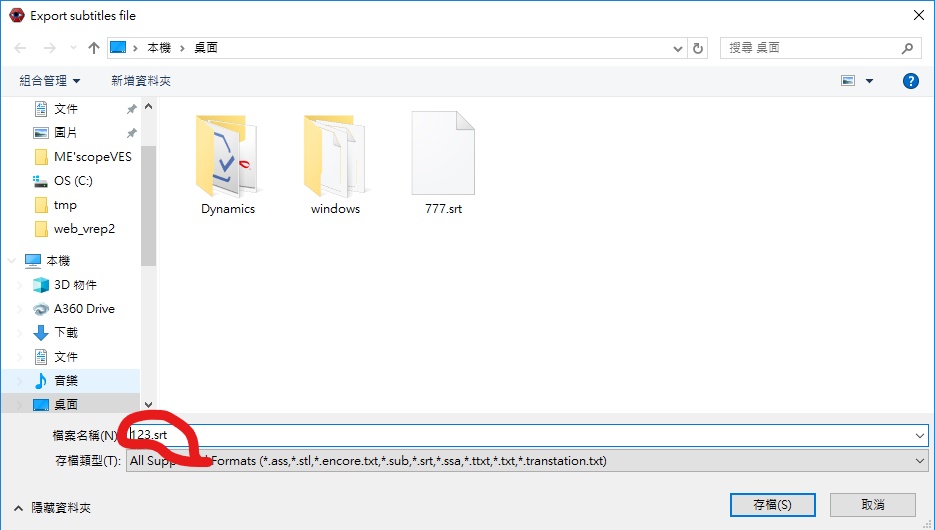 Export subtitles file
本機 > 桌面
搜尋 桌面
組合管理
新增資料夾
文件
圖片
ME'scopeVES
OS (C:)
tmp
web_vrep2
本機
3D 物件
A360 Drive
下載
文件
音樂
桌面
Dynamics
windows
777.srt
檔案名稱(N)
123.srt
存檔類型(T):
All Supp Formats (*.ass,*.stl,*.encore.txt,*.sub,*.srt,*.ssa,*.ttxt,*.txt,*.transtation.txt)
隱藏資料夾
存檔(S)
取消